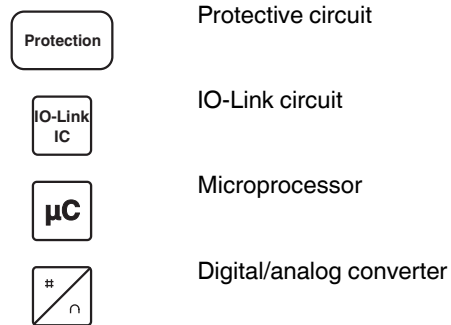 Protection
Protective circuit
IO-Link
IC
IO-Link circuit
µC
Microprocessor
#
∩
Digital/analog converter